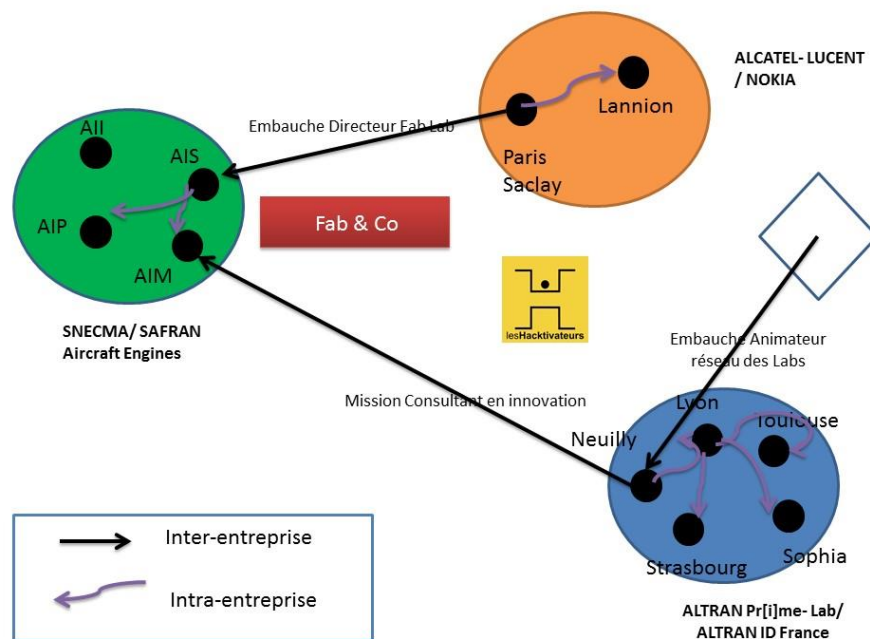 ALCATEL- LUCENT
/ NOKIA
Lannion
Embauche Directeur Fab Lab
AII
AIS
Paris
Saclay
AIP
Fab & Co
AIM
lesHacktivateurs
SNECMA/ SAFRAN
Aircraft Engines
Embauche Animateur
réseau des Labs
Mission Consultant en innovation
Lyon
Toulouse
Neuilly
Strasbourg
Sophia
Inter-entreprise
Intra-entreprise
ALTRAN Pr[i]me- Lab/
ALTRAN ID France